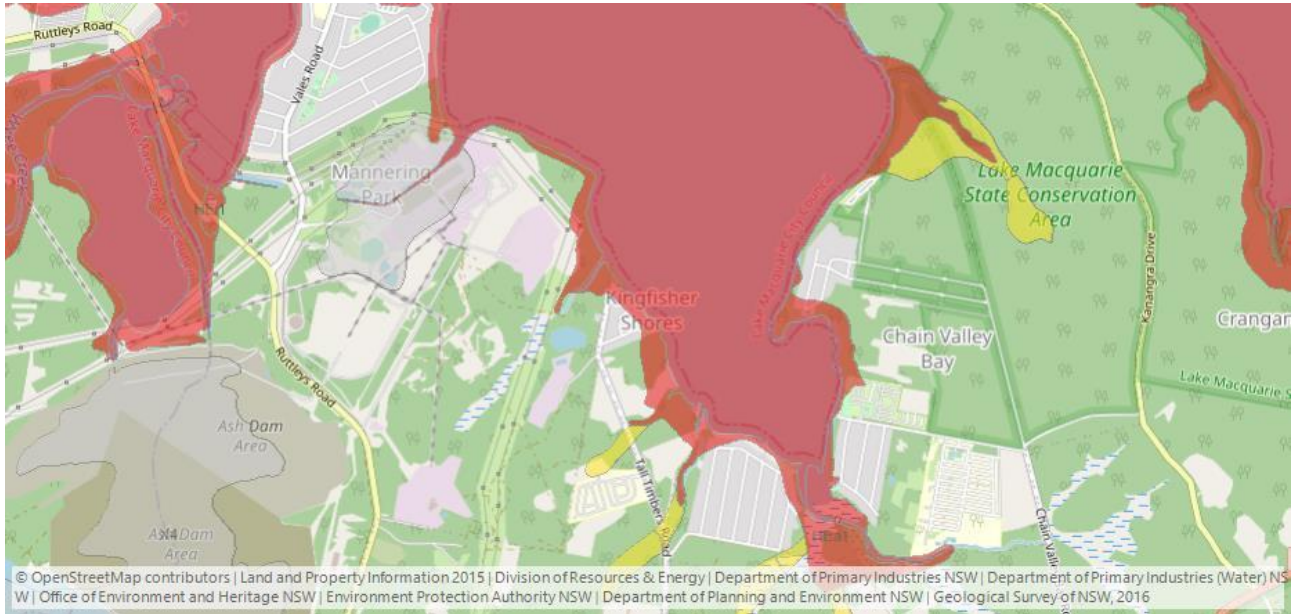 Ruttleys Road
Vales Road
Mannering
Park
Lake Macquarie
State Conservation
Area
Kanangra Drive
Kingfisher
Shores
Lake Macquarie City Council
Chain Valley
Bay
Crangan
Lake Macquarie S
Ruttleys Road
Ash Dam
Area
Ash Dam
Area
X4
Tall Timbers Road
Chain Valley
© OpenStreetMap contributors | Land and Property Information 2015 | Division of Resources & Energy | Department of Primary Industries NSW | Department of Primary Industries (Water) NS
W | Office of Environment and Heritage NSW | Environment Protection Authority NSW | Department of Planning and Environment NSW | Geological Survey of NSW, 2016